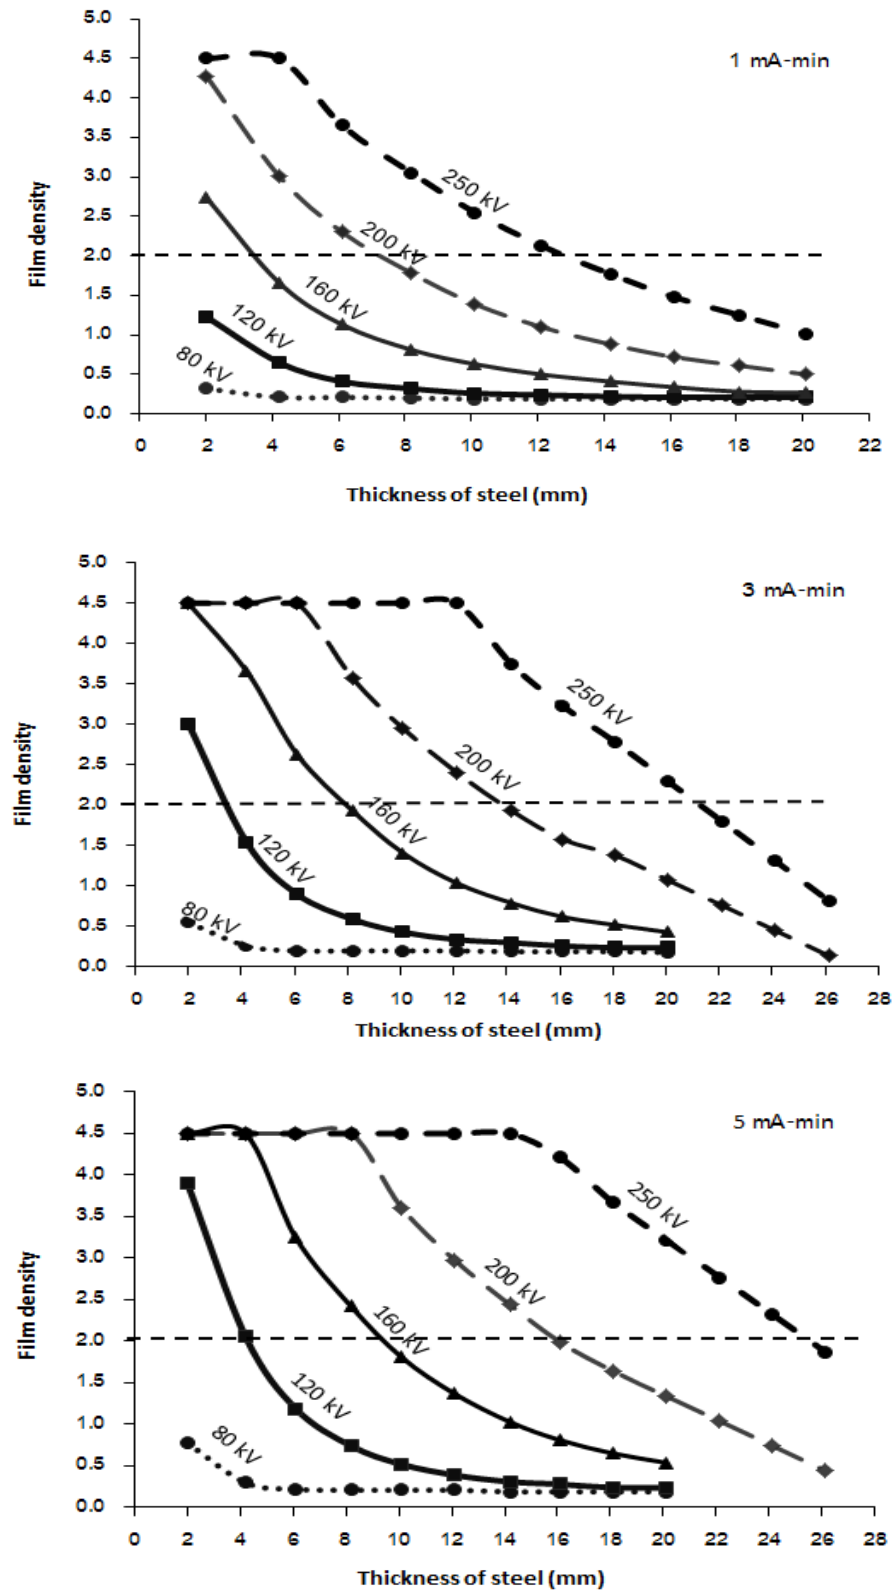 5.0
4.5
4.0
3.5
3.0
2.5
2.0
1.5
1.0
0.5
0.0
Film density
1 mA-min
250 kV
200 kV
160 kV
120 kV
80 kV
0 2 4 6 8 10 12 14 16 18 20 22
Thickness of steel (mm)
5.0
4.5
4.0
3.5
3.0
2.5
2.0
1.5
1.0
0.5
0.0
Film density
3 mA-min
250 kV
200 kV
160 kV
120 kV
80 kV
0 2 4 6 8 10 12 14 16 18 20 22 24 26 28
Thickness of steel (mm)
5.0
4.5
4.0
3.5
3.0
2.5
2.0
1.5
1.0
0.5
0.0
Film density
5 mA-min
250 kV
200 kV
160 kV
120 kV
80 kV
0 2 4 6 8 10 12 14 16 18 20 22 24 26 28
Thickness of steel (mm)